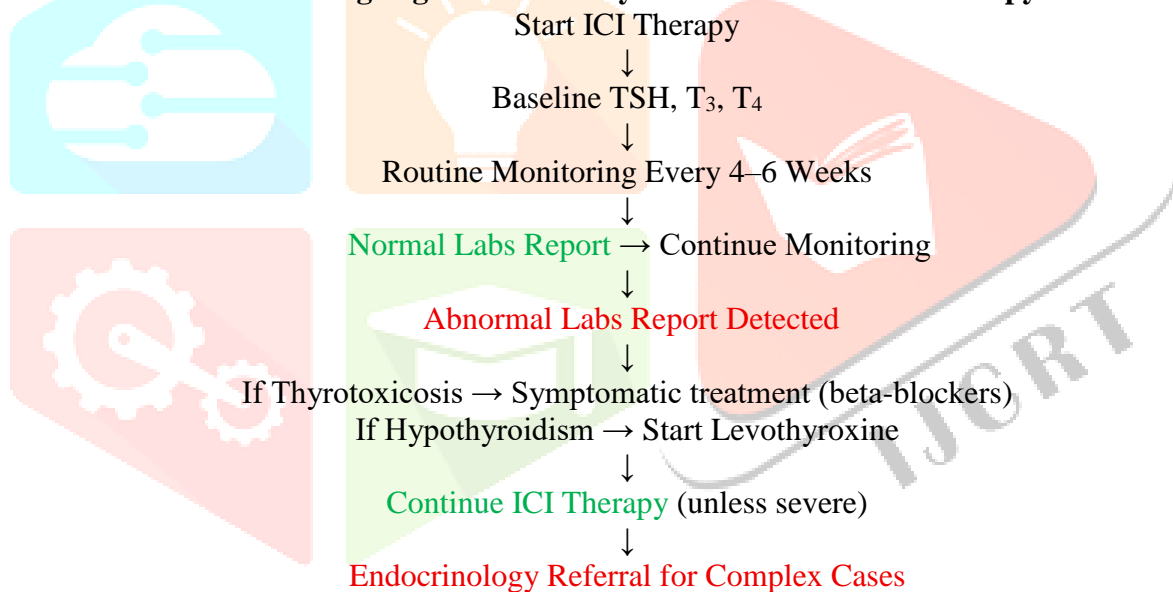 Start ICI Therapy
↓
Baseline TSH, T₃, T₄
↓
Routine Monitoring Every 4–6 Weeks
↓
Normal Labs Report → Continue Monitoring
↓
Abnormal Labs Report Detected
↓
If Thyrotoxicosis → Symptomatic treatment (beta-blockers)
If Hypothyroidism → Start Levothyroxine
↓
Continue ICI Therapy (unless severe)
↓
Endocrinology Referral for Complex Cases
IJCRT